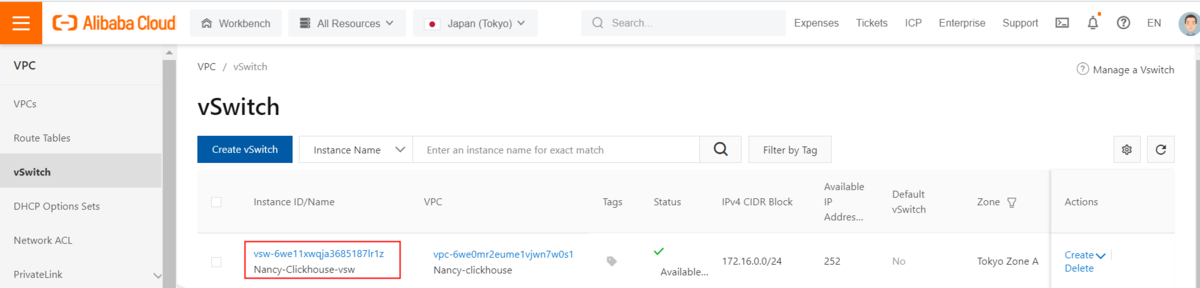 Alibaba Cloud Workbench All Resources Japan (Tokyo) Search... Expenses Tickets ICP Enterprise Support EN
VPC
VPCs
Route Tables
vSwitch
DHCP Options Sets
Network ACL
PrivateLink
VPC / vSwitch
Manage a Vswitch
vSwitch
Create vSwitch Instance Name Enter an instance name for exact match Filter by Tag
Instance ID/Name VPC Tags Status IPv4 CIDR Block Available IP Addres... Default vSwitch Zone Actions
vsw-6we11xwqja3685187lr1z vpc-6we0mr2eume1vjwn7w0s1 172.16.0.0/24 252 No Tokyo Zone A Create
Nancy-Clickhouse-vsw Nancy-clickhouse Available... Delete